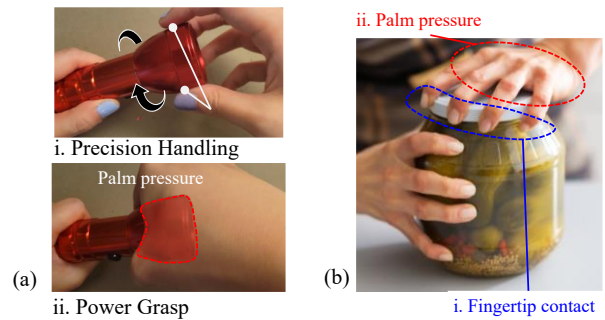 (a)
i. Precision Handling
Palm pressure
ii. Power Grasp
(b)
ii. Palm pressure
i. Fingertip contact